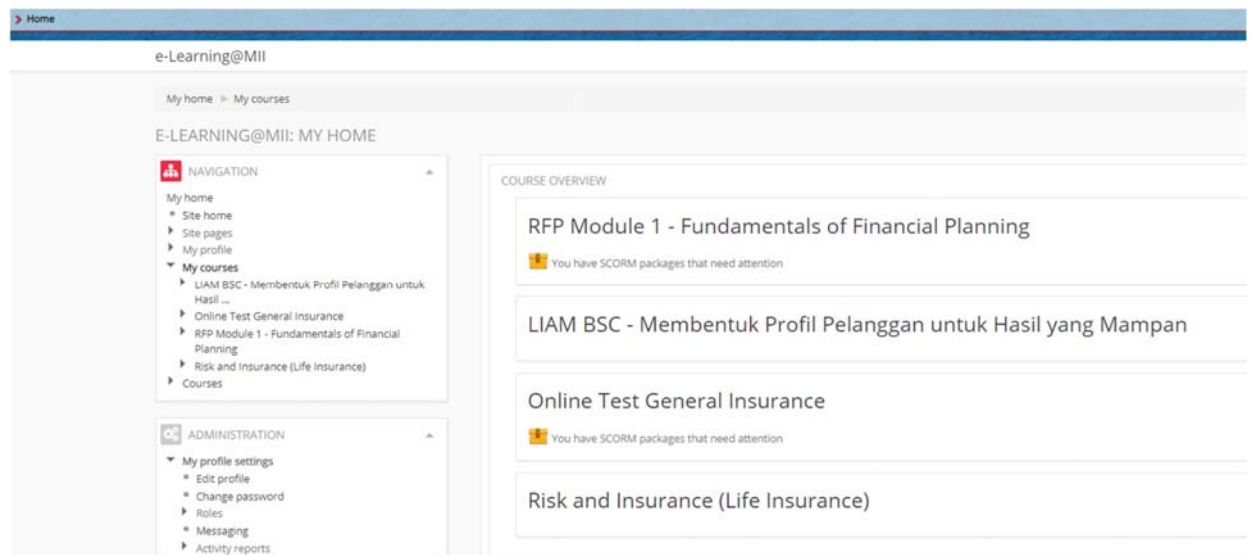 Home
e-Learning@MII
My home My courses
E-LEARNING@MII: MY HOME
NAVIGATION
My home
Site home
Site pages
My profile
My courses
LIAM BSC - Membentuk Profil Pelanggan untuk
Hasil ...
Online Test General Insurance
RFP Module 1 - Fundamentals of Financial
Planning
Risk and Insurance (Life Insurance)
Courses
ADMINISTRATION
My profile settings
Edit profile
Change password
Roles
Messaging
Activity reports
COURSE OVERVIEW
RFP Module 1 - Fundamentals of Financial Planning
You have SCORM packages that need attention
LIAM BSC - Membentuk Profil Pelanggan untuk Hasil yang Mampan
Online Test General Insurance
You have SCORM packages that need attention
Risk and Insurance (Life Insurance)